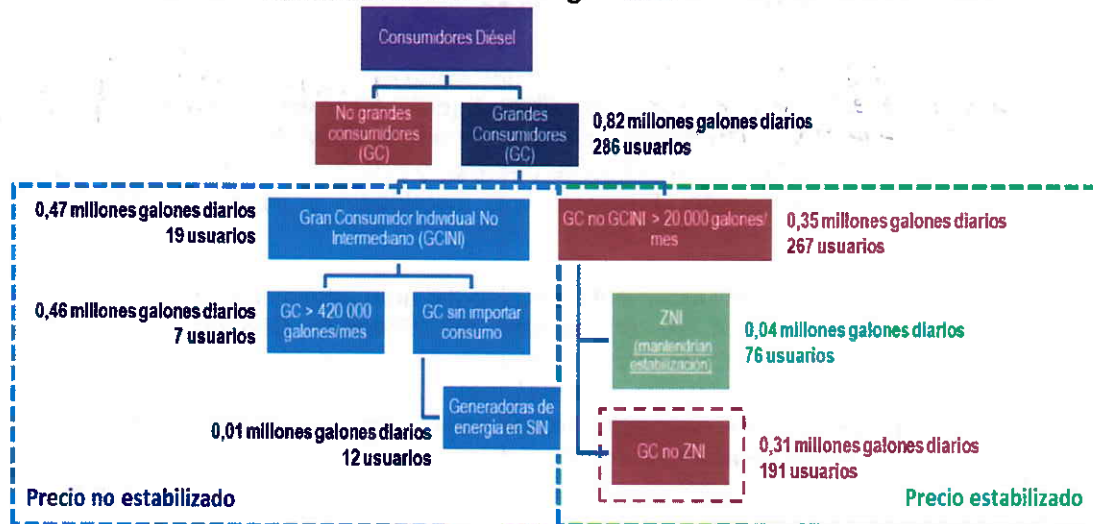 Consumidores Diésel
No grandes
consumidores
(GC)
Grandes
Consumidores
(GC)
0,82 millones galones diarios
286 usuarios
0,47 millones galones diarios
19 usuarios
Gran Consumidor Individual No
Intermediano (GCINI)
GC no GCINI > 20.000 galones/
mes
0,35 millones galones diarios
267 usuarios
0,46 millones galones diarios
7 usuarios
GC > 420.000
galones/mes
GC sin importar
consumo
ZNI
(mantendrían
estabilización)
0,04 millones galones diarios
76 usuarios
Generadoras de
energía en SIN
0,01 millones galones diarios
12 usuarios
GC no ZNI
0,31 millones galones diarios
191 usuarios
Precio no estabilizado
Precio estabilizado